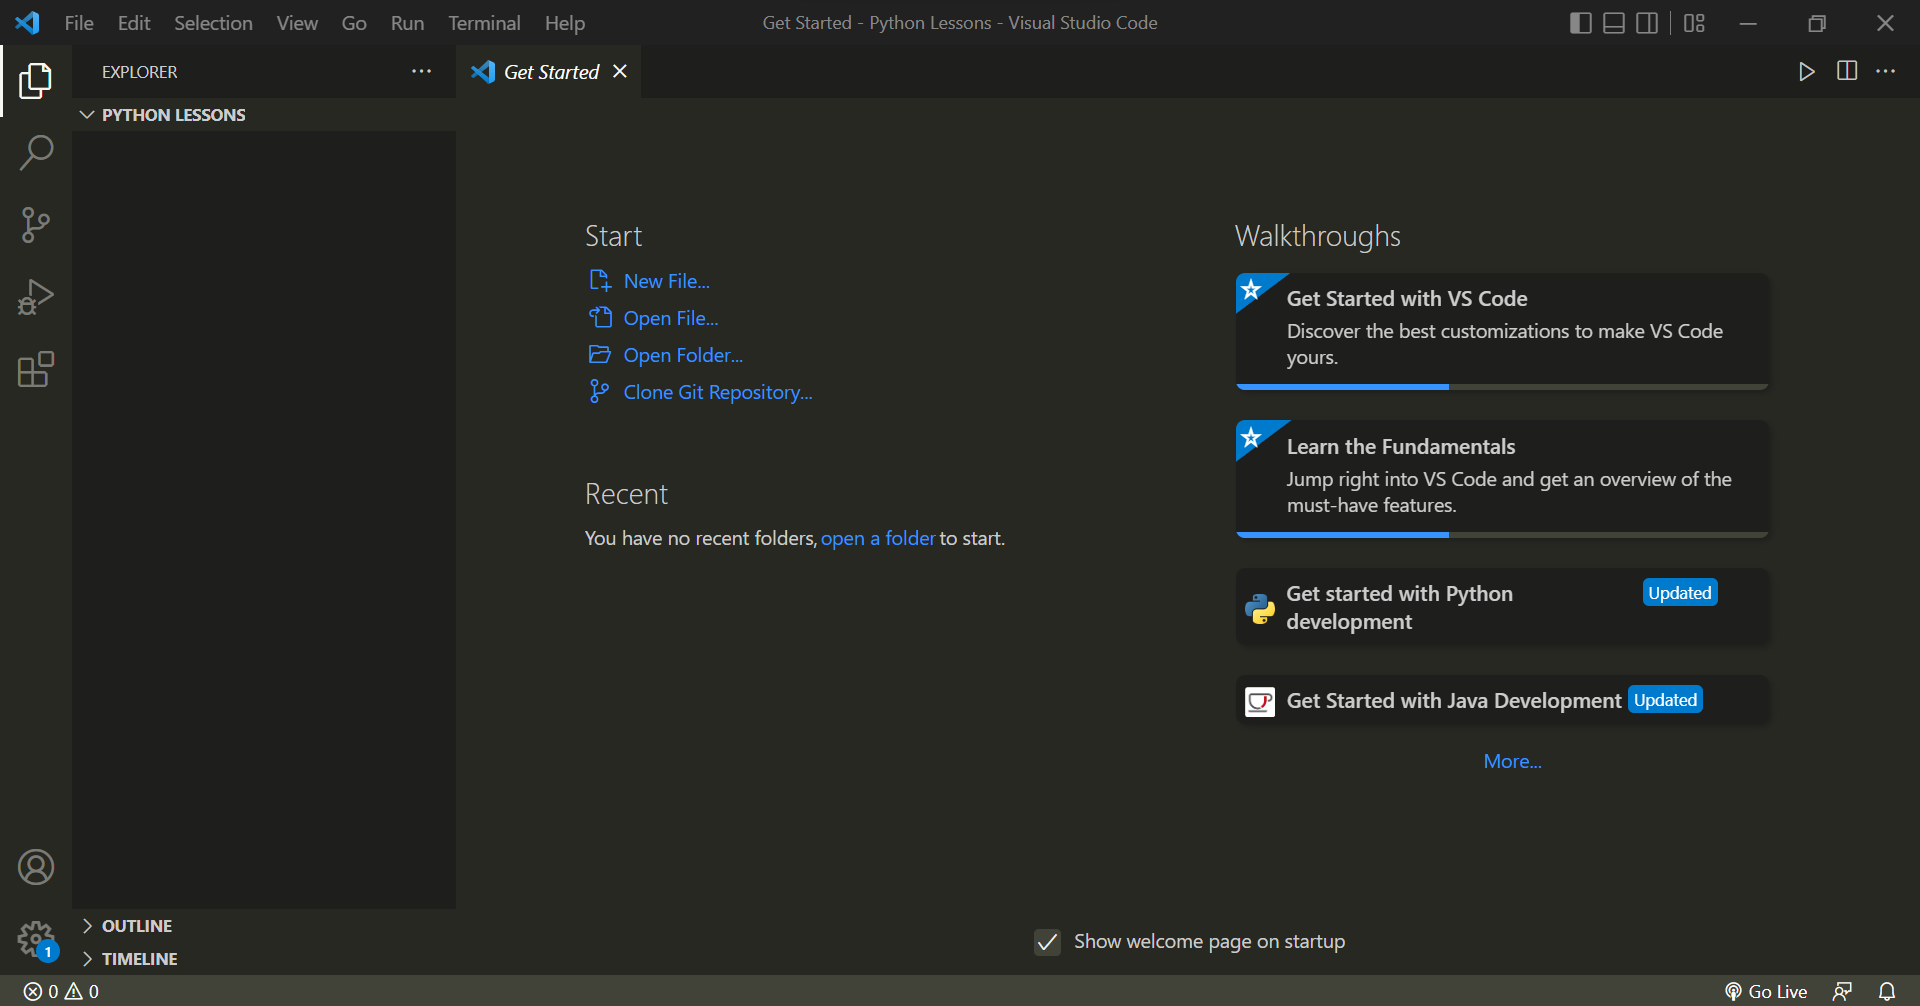 File Edit Selection View Go Run Terminal Help
Get Started - Python Lessons - Visual Studio Code
EXPLORER
Get Started
PYTHON LESSONS
Start
New File...
Open File...
Open Folder...
Clone Git Repository...
Recent
You have no recent folders, open a folder to start.
Walkthroughs
Get Started with VS Code
Discover the best customizations to make VS Code
yours.
Learn the Fundamentals
Jump right into VS Code and get an overview of the
must-have features.
Get started with Python
development
Updated
Get Started with Java Development Updated
More...
Show welcome page on startup
OUTLINE
TIMELINE
1
0 0
Go Live